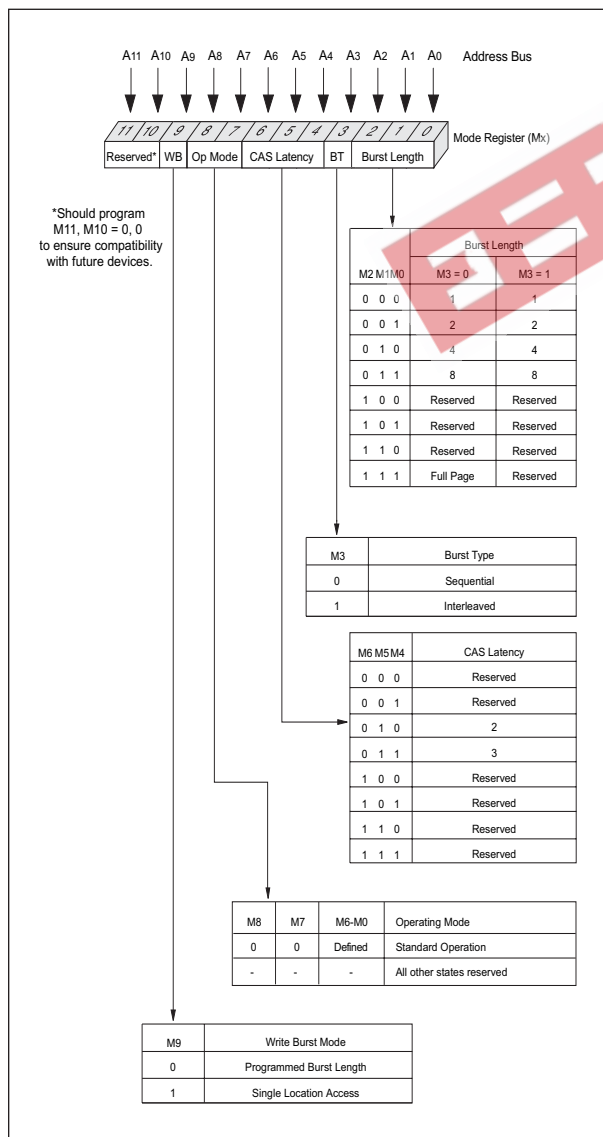 A11 A10 A9 A8 A7 A6 A5 A4 A3 A2 A1 A0 Address Bus
11 10 9 8 7 6 5 4 3 2 1 0
Mode Register (Mx)
Reserved* WB Op Mode CAS Latency BT Burst Length
*Should program
M11, M10 = 0, 0
to ensure compatibility
with future devices.
Burst Length
M2 M1 M0 M3 = 0 M3 = 1
0 0 0 1 1
0 0 1 2 2
0 1 0 4 4
0 1 1 8 8
1 0 0 Reserved Reserved
1 0 1 Reserved Reserved
1 1 0 Reserved Reserved
1 1 1 Full Page Reserved
M3 Burst Type
0 Sequential
1 Interleaved
M6 M5 M4 CAS Latency
0 0 0 Reserved
0 0 1 Reserved
0 1 0 2
0 1 1 3
1 0 0 Reserved
1 0 1 Reserved
1 1 0 Reserved
1 1 1 Reserved
M8 M7 M6-M0 Operating Mode
0 0 Defined Standard Operation
- - - All other states reserved
M9 Write Burst Mode
0 Programmed Burst Length
1 Single Location Access